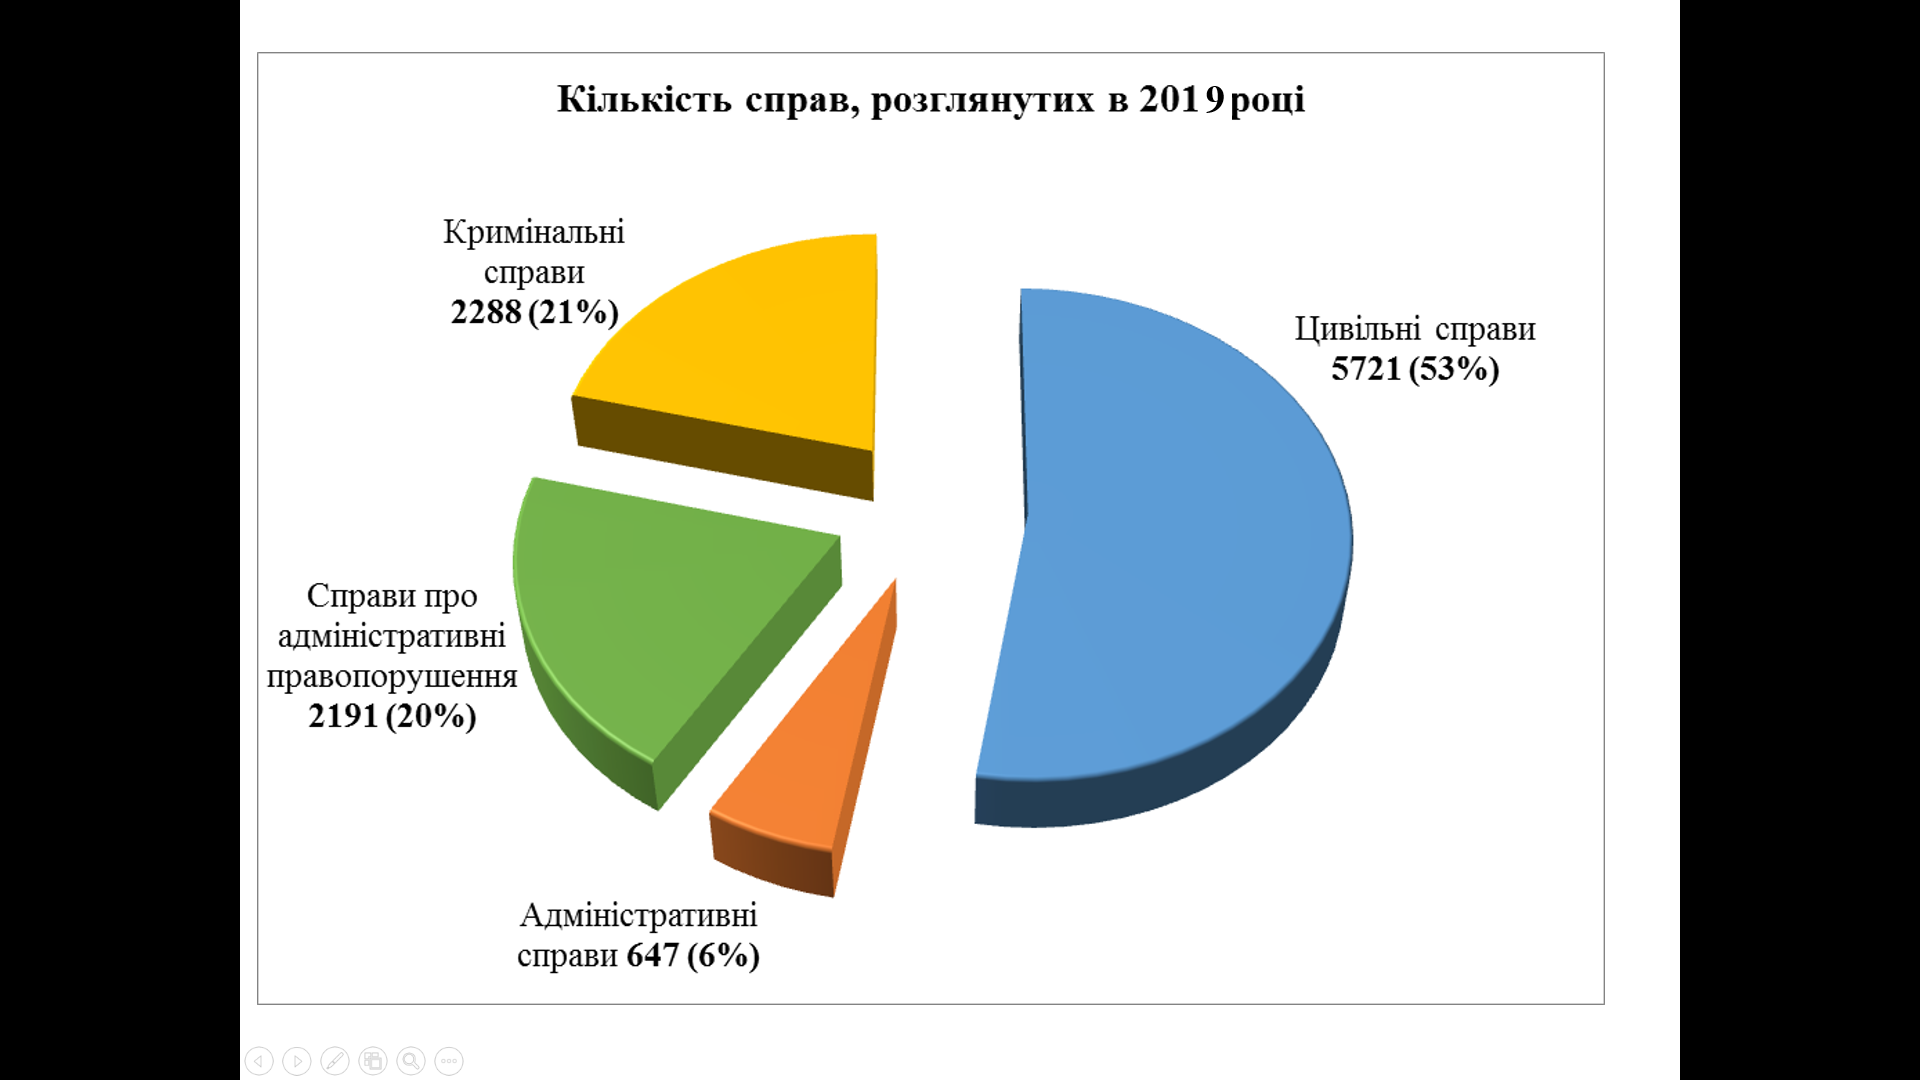 Кількість справ, розглянутих в 2019 році
Кримінальні
справи
2288 (21%)
Цивільні справи
5721 (53%)
Справи про
адміністративні
правопорушення
2191 (20%)
Адміністративні
справи 647 (6%)